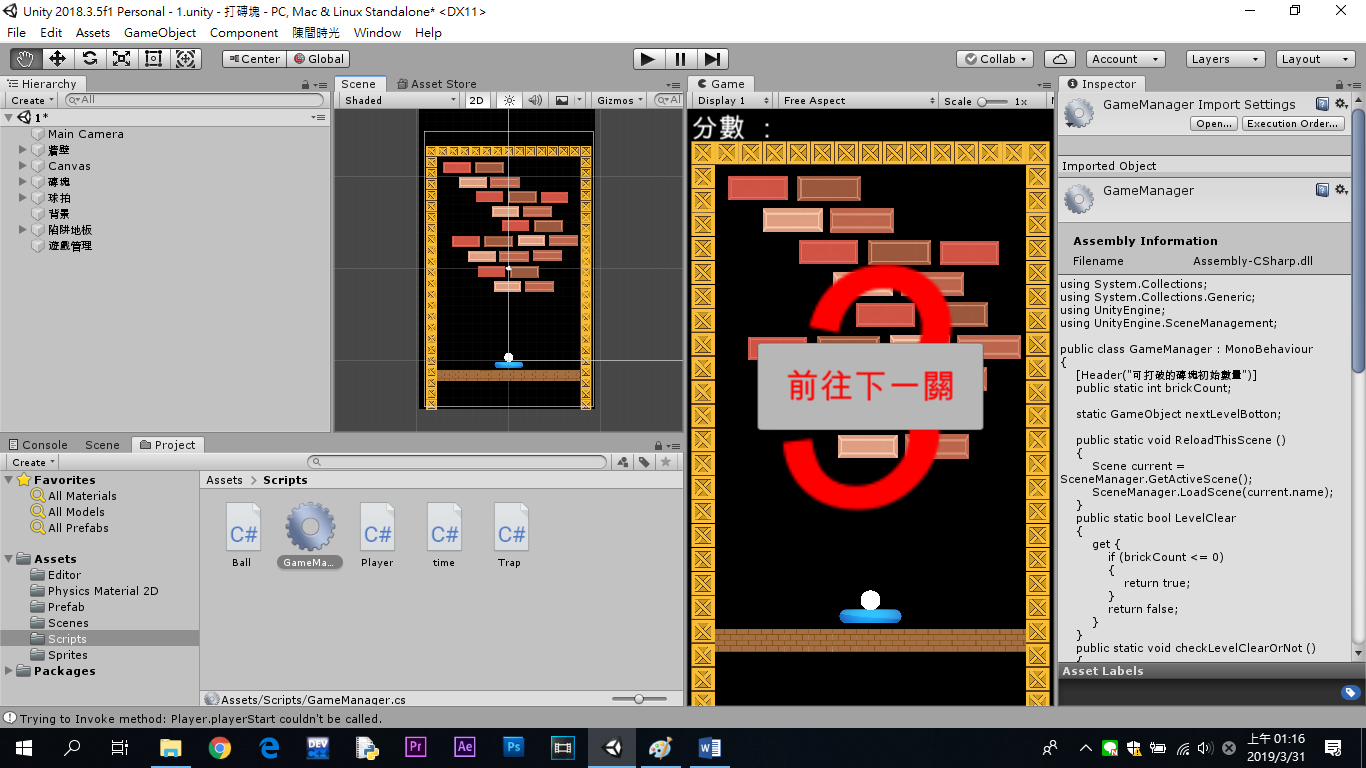 Unity 2018.3.5f1 Personal - 1.unity - 打磚塊 - PC, Mac & Linux Standalone* <DX11>
File Edit Assets GameObject Component 陳間時光 Window Help
Center Global Collab Account Layers Layout
Hierarchy
Create All
1*
Main Camera
牆壁
Canvas
磚塊
球拍
背景
陷阱地板
遊戲管理
Scene Asset Store
Shaded 2D Gizmos All
Game
Display 1 Free Aspect Scale 1x
分數 :
3
前往下一關
Inspector
GameManager Import Settings
Open... Execution Order...
Imported Object
GameManager
Assembly Information
Filename Assembly-CSharp.dll
using System.Collections;
using System.Collections.Generic;
using UnityEngine;
using UnityEngine.SceneManagement;
public class GameManager : MonoBehaviour
{
[Header("可打破的磚塊初始數量")]
public static int brickCount;
static GameObject nextLevelBotton;
public static void ReloadThisScene ()
{
Scene current =
SceneManager.GetActiveScene();
SceneManager.LoadScene(current.name);
}
public static bool LevelClear
{
get {
if (brickCount <= 0)
{
return true;
}
return false;
}
}
public static void checkLevelClearOrNot ()
{
Asset Labels
Console Scene Project
Create
Favorites
All Materials
All Models
All Prefabs
Assets
Editor
Physics Material 2D
Prefab
Scenes
Scripts
Sprites
Packages
Assets > Scripts
C# C# C# C#
Ball GameMa... Player time Trap
Assets/Scripts/GameManager.cs
Trying to Invoke method: Player.playerStart couldn't be called.
DEV Pr Ae Ps W
上午 01:16
2019/3/31